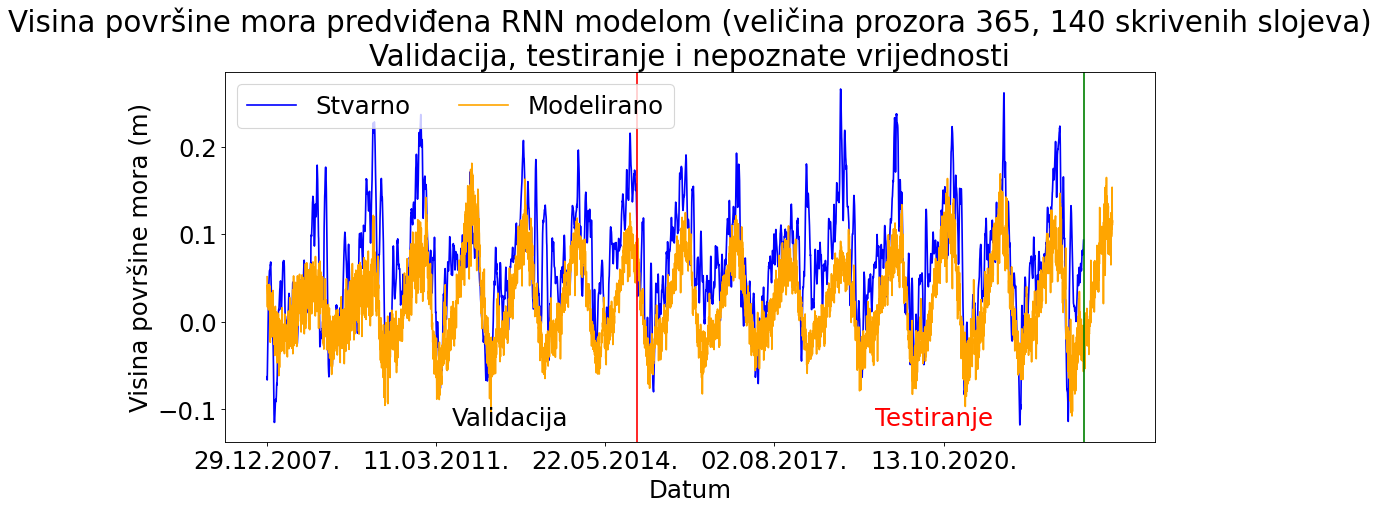 Visina površine mora predviđena RNN modelom (veličina prozora 365, 140 skrivenih slojeva)
Validacija, testiranje i nepoznate vrijednosti
Stvarno Modelirano
Visina površine mora (m)
0.2
0.1
0.0
−0.1
Validacija Testiranje
29.12.2007. 11.03.2011. 22.05.2014. 02.08.2017. 13.10.2020.
Datum